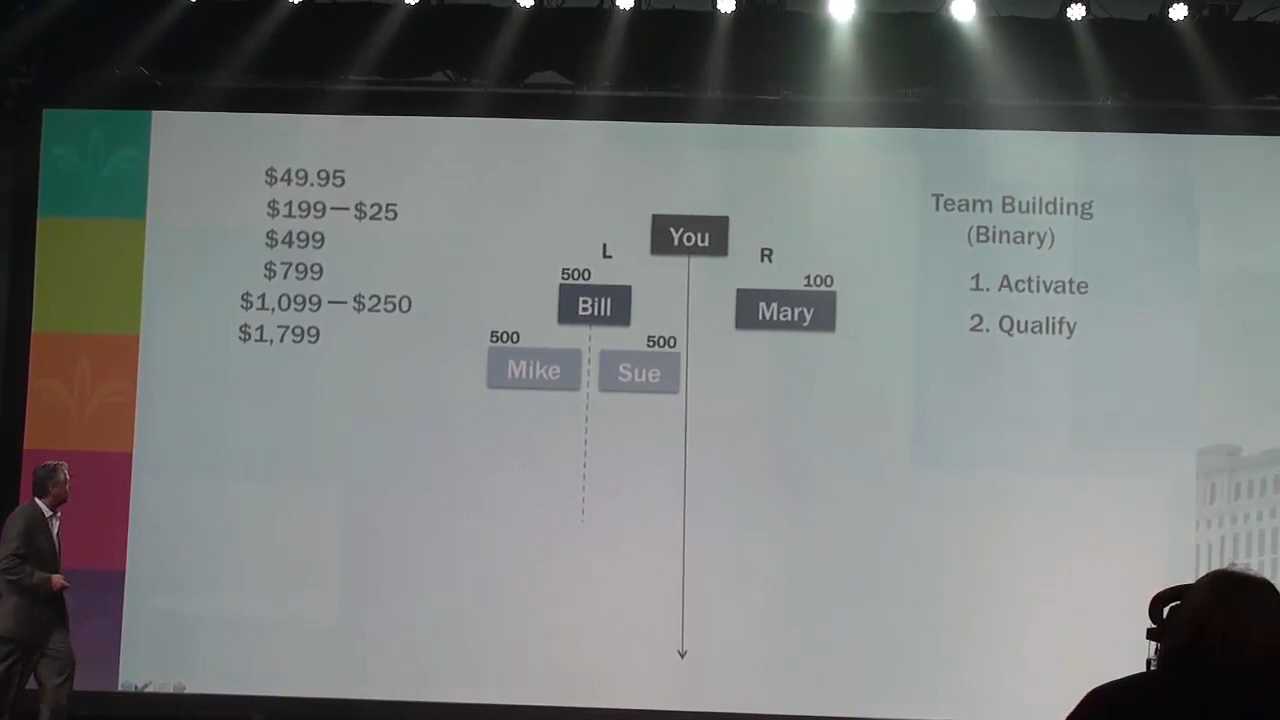 $49.95
$199—$25
$499
$799
$1,099—$250
$1,799
You
L
R
500
Bill
100
Mary
500
Mike
500
Sue
Team Building
(Binary)
1. Activate
2. Qualify